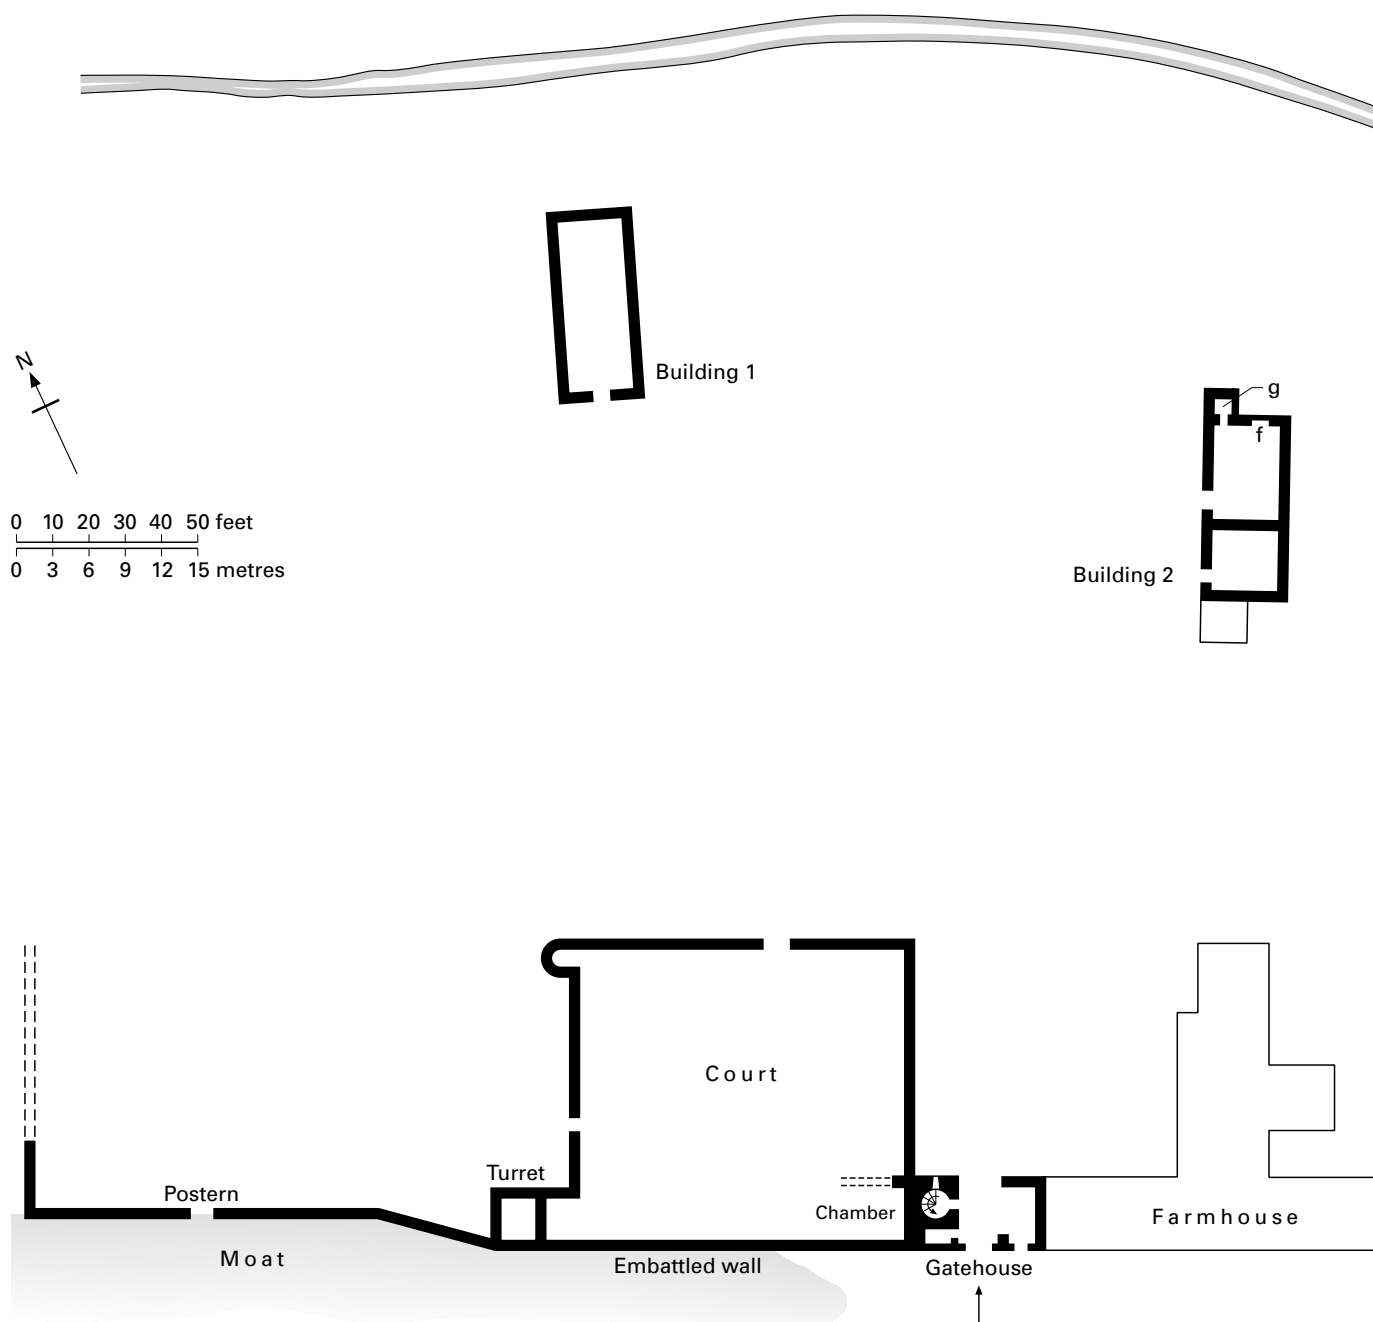 Building 1
N
g
f
0 10 20 30 40 50 feet
0 3 6 9 12 15 metres
Building 2
Court
Turret
Postern
Chamber
Farmhouse
Moat
Embattled wall
Gatehouse